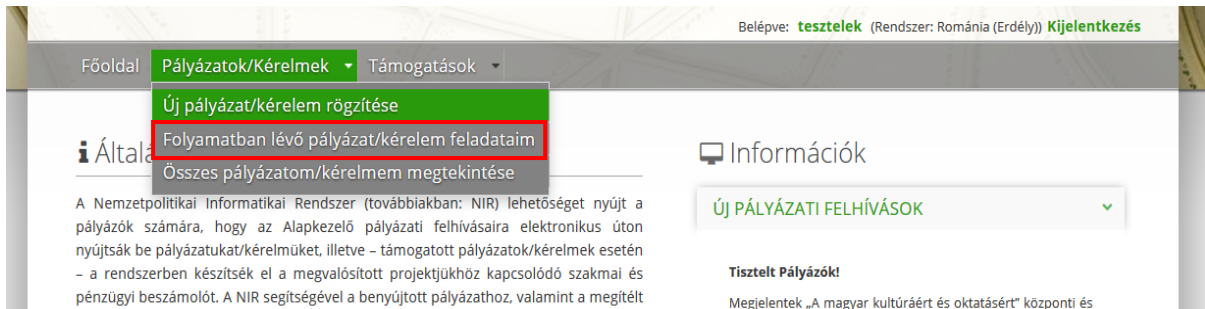 Belépve: tesztelek (Rendszer: Románia (Erdély)) Kijelentkezés
Főoldal Pályázatok/Kérelmek Támogatások
Új pályázat/kérelem rögzítése
Folyamatban lévő pályázat/kérelem feladataim
Összes pályázatom/kérelmem megtekintése
Által
A Nemzetpolitikai Informatikai Rendszer (továbbiakban: NIR) lehetőséget nyújt a
pályázók számára, hogy az Alapkezelő pályázati felhívásaira elektronikus úton
nyújtsák be pályázatukat/kérelmüket, illetve – támogatott pályázatok/kérelmek esetén
– a rendszerben készítsék el a megvalósított projektjükhöz kapcsolódó szakmai és
pénzügyi beszámolót. A NIR segítségével a benyújtott pályázathoz, valamint a megítélt
Információk
ÚJ PÁLYÁZATI FELHÍVÁSOK
Tisztelt Pályázók!
Megjelentek „A magyar kultúráért és oktatásért" központi és